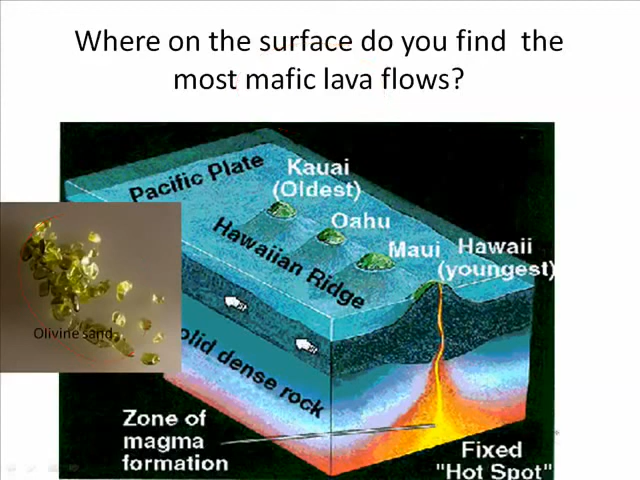 Where on the surface do you find the
most mafic lava flows?
Pacific Plate
Kauai
(Oldest)
Oahu
Maui
Hawaii
(youngest)
Hawaiian Ridge
Olivine sand
olid dense rock
Zone of
magma
formation
Fixed
"Hot Spot"